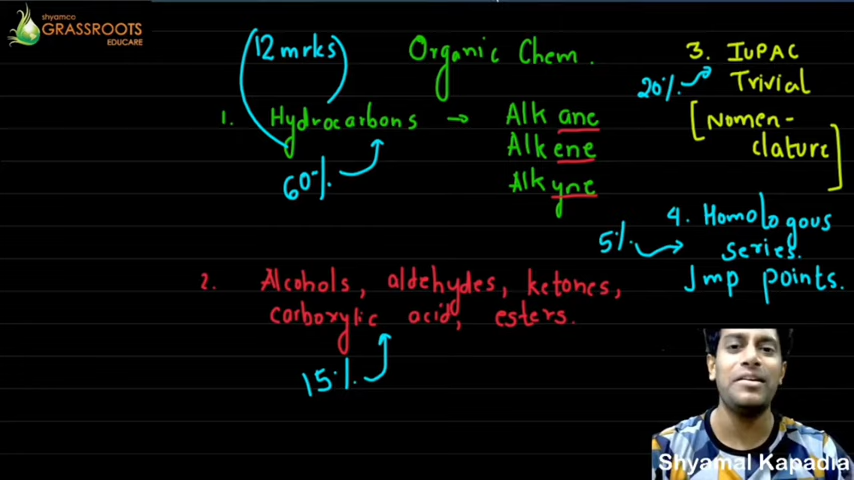 shyamco
GRASSROOTS
EDUCARE
(12 mrks)
Organic Chem.
1. Hydrocarbons → Alkane
Alkene
Alkyne
60%
2. Alcohols, aldehydes, ketones,
carboxylic acid, esters.
15%
3. IUPAC
Trivial
20%
[Nomen-
clature]
4. Homologous
series.
5%
Imp points.
Shyamal Kapadia